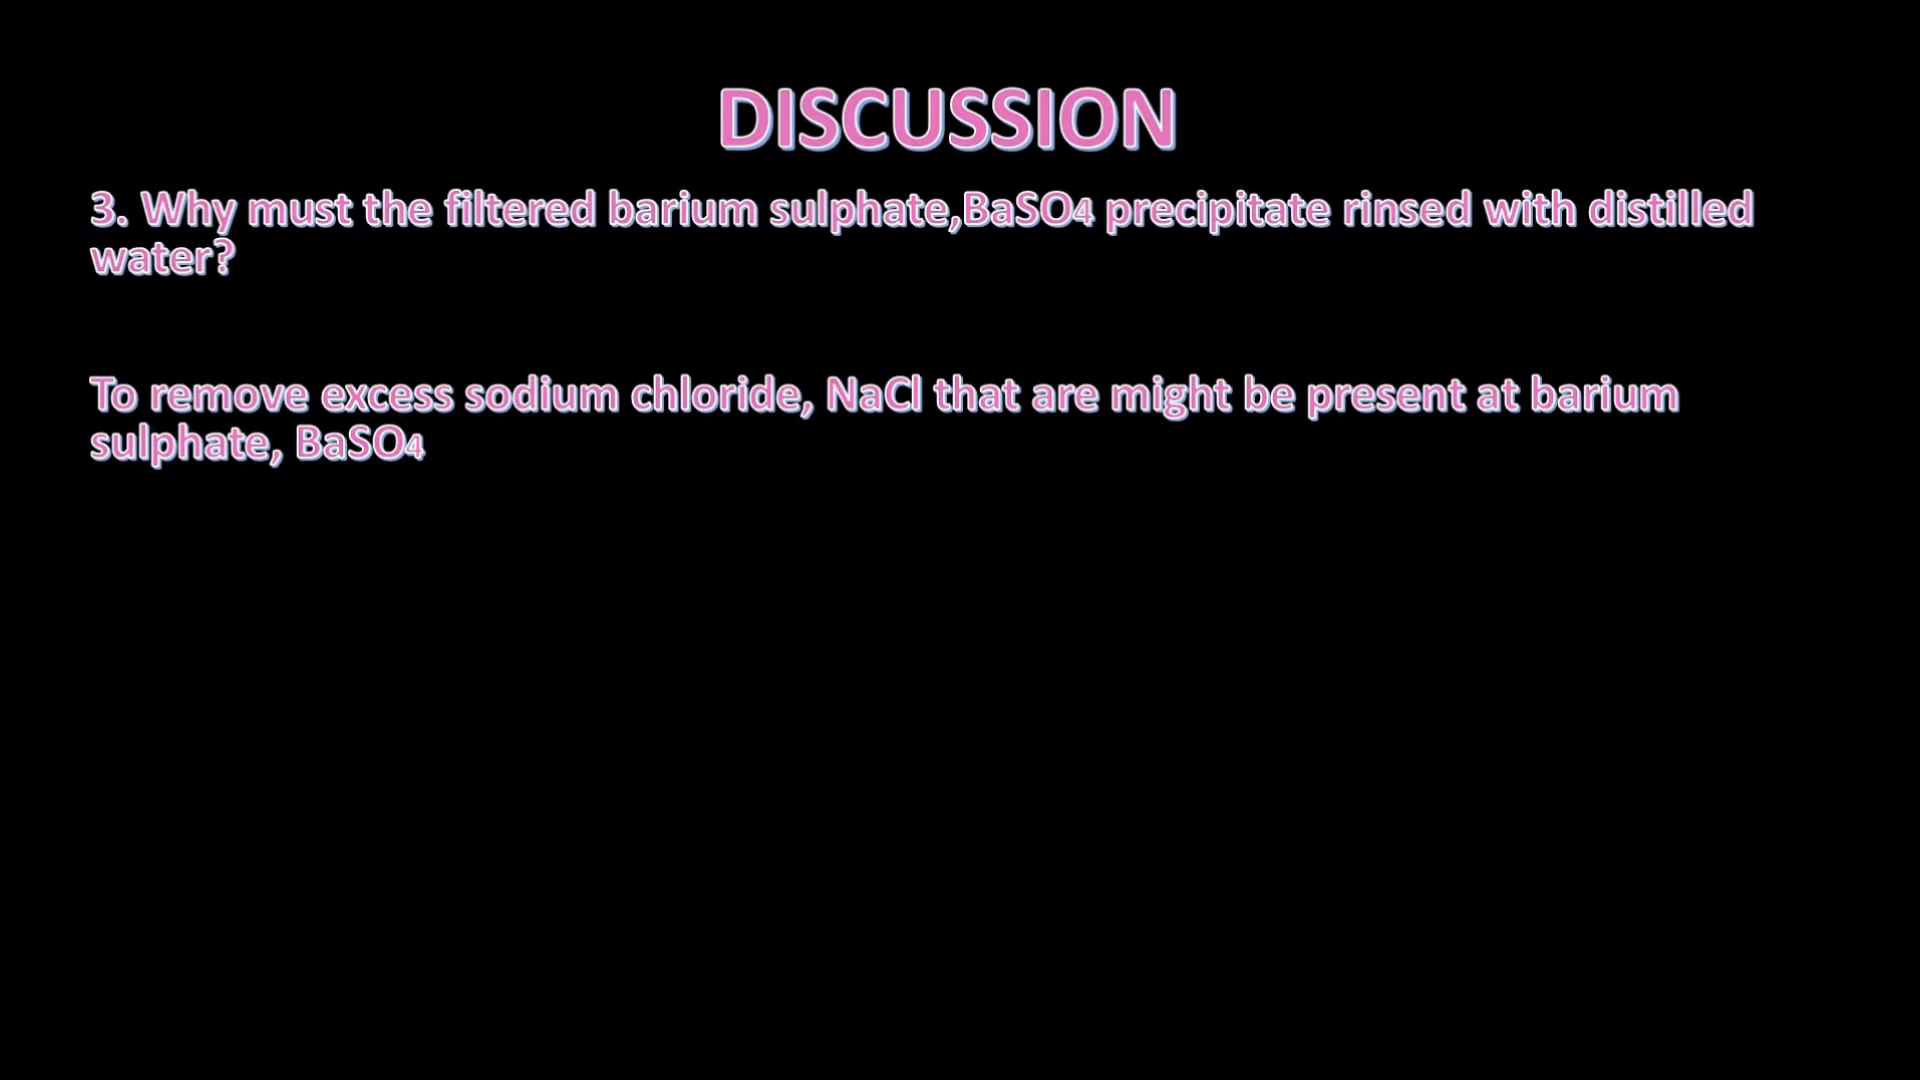 DISCUSSION
3. Why must the filtered barium sulphate,BaSO4 precipitate rinsed with distilled
water?
To remove excess sodium chloride, NaCl that are might be present at barium
sulphate, BaSO4